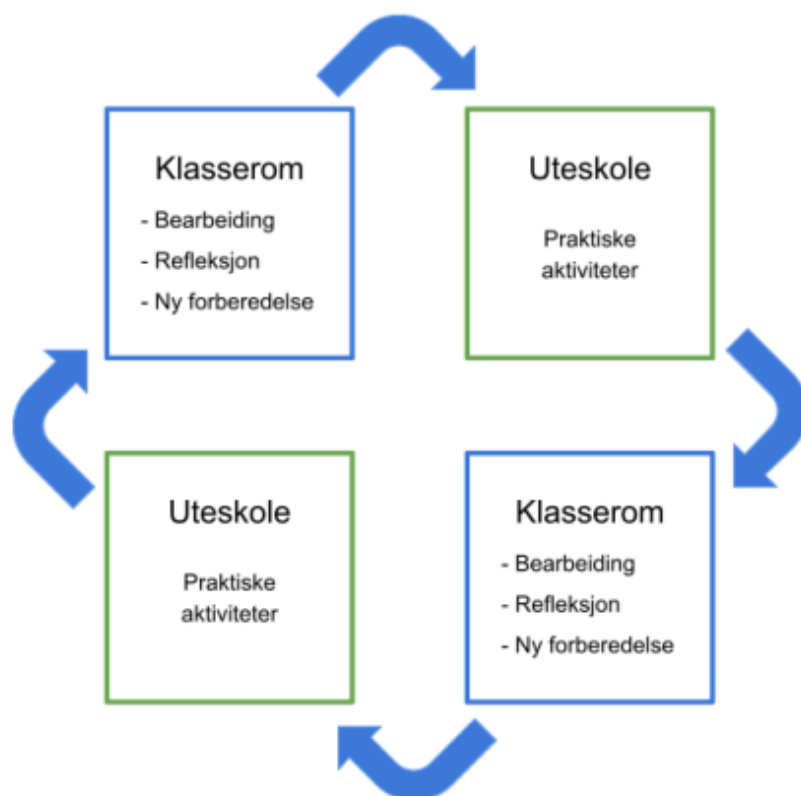 Klasserom
- Bearbeiding
- Refleksjon
- Ny forberedelse
Uteskole
Praktiske
aktiviteter
Uteskole
Praktiske
aktiviteter
Klasserom
- Bearbeiding
- Refleksjon
- Ny forberedelse